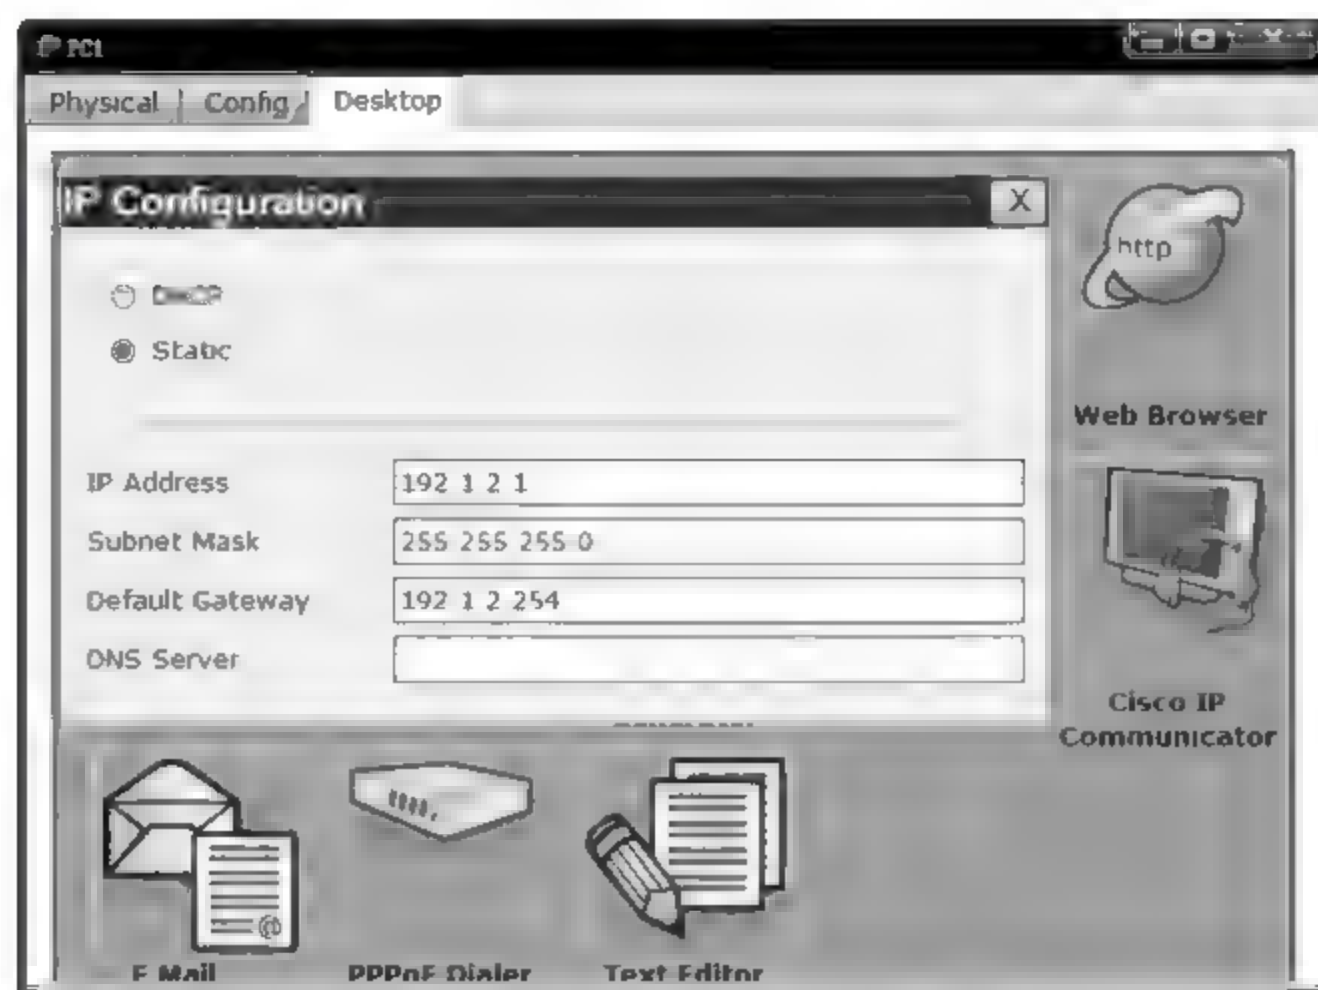 PC1
Physical Config Desktop
IP Configuration X
http
Static
Web Browser
IP Address 192 1 2 1
Subnet Mask 255 255 255 0
Default Gateway 192 1 2 254
DNS Server
Cisco IP
Communicator
@
E Mail PPPoE Dialer Text Editor